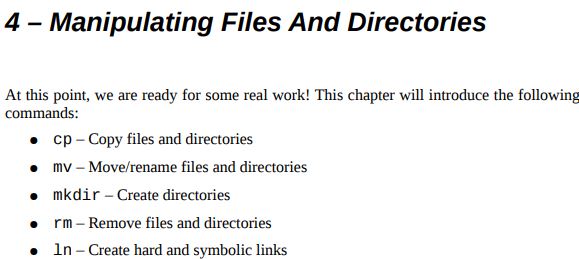 4 – Manipulating Files And Directories
At this point, we are ready for some real work! This chapter will introduce the following
commands:
● cp – Copy files and directories
● mv – Move/rename files and directories
● mkdir – Create directories
● rm – Remove files and directories
● ln – Create hard and symbolic links